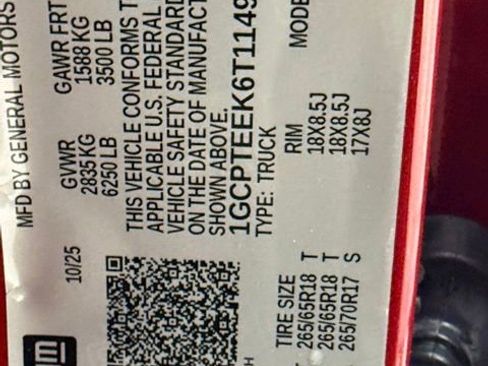 MFD BY GENERAL MOTORS
10/25
GVWR
2835 KG
6250 LB
GAWR FRT
1588 KG
3500 LB
THIS VEHICLE CONFORMS T
APPLICABLE U.S. FEDERAL
VEHICLE SAFETY STANDARD
ON THE DATE OF MANUFACT
SHOWN ABOVE.
1GCPTEEK6T1149
TYPE: TRUCK
MODE
TIRE SIZE RIM
265/65R18 T 18X8.5J
265/65R18 T 18X8.5J
265/70R17 S 17X8J
gm